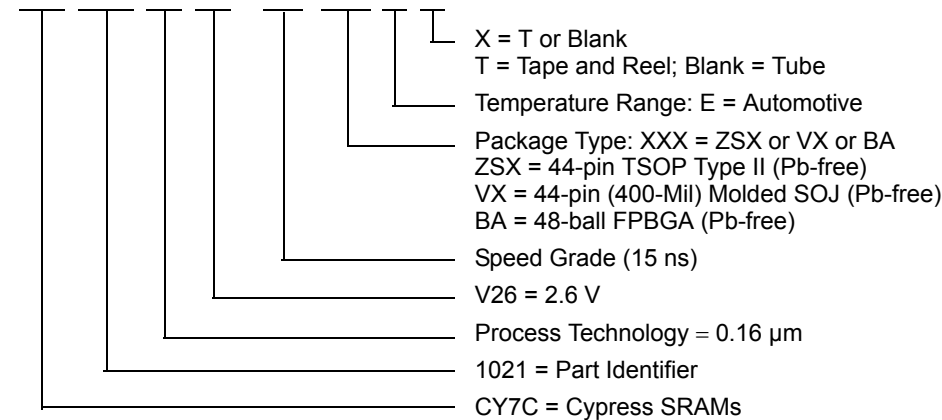 X = T or Blank
T = Tape and Reel; Blank = Tube
Temperature Range: E = Automotive
Package Type: XXX = ZSX or VX or BA
ZSX = 44-pin TSOP Type II (Pb-free)
VX = 44-pin (400-Mil) Molded SOJ (Pb-free)
BA = 48-ball FPBGA (Pb-free)
Speed Grade (15 ns)
V26 = 2.6 V
Process Technology = 0.16 µm
1021 = Part Identifier
CY7C = Cypress SRAMs